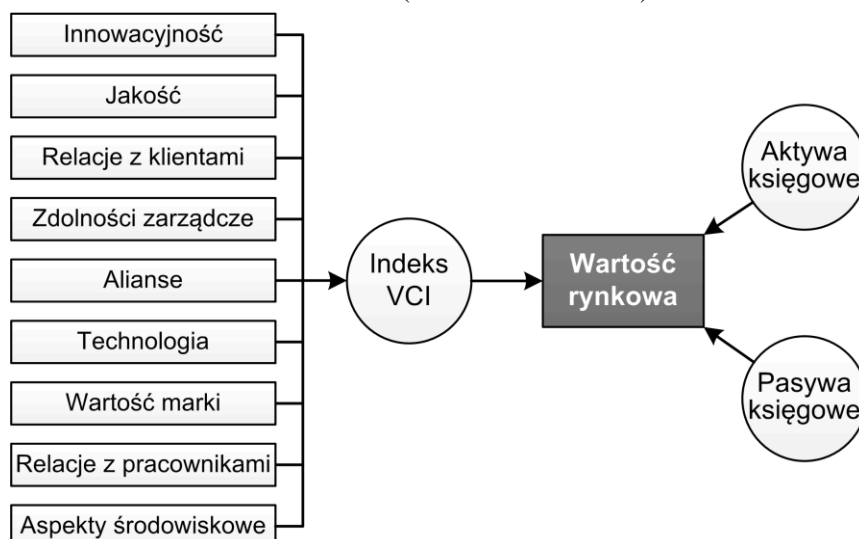 Innowacyjność
Jakość
Relacje z klientami
Zdolności zarządcze
Alianse
Technologia
Wartość marki
Relacje z pracownikami
Aspekty środowiskowe
Indeks
VCI
Wartość
rynkowa
Aktywa
księgowe
Pasywa
księgowe